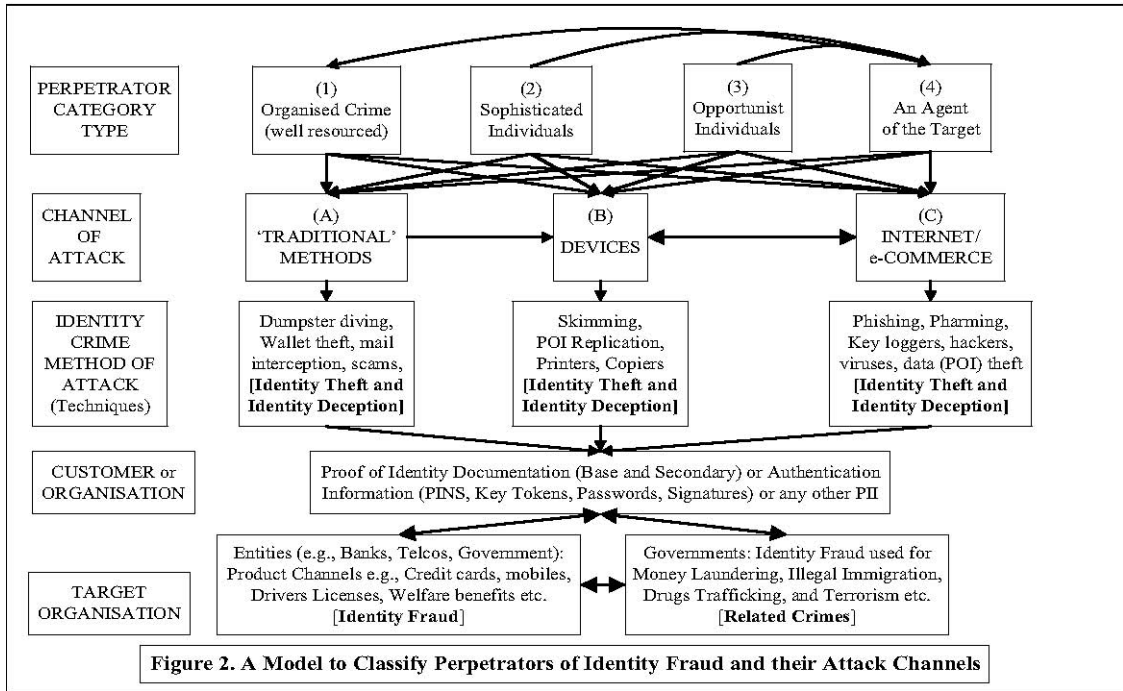 PERPETRATOR
CATEGORY
TYPE
(1)
Organised Crime
(well resourced)
(2)
Sophisticated
Individuals
(3)
Opportunist
Individuals
(4)
An Agent
of the Target
CHANNEL
OF
ATTACK
(A)
‘TRADITIONAL’
METHODS
(B)
DEVICES
(C)
INTERNET/
e-COMMERCE
IDENTITY
CRIME
METHOD OF
ATTACK
(Techniques)
Dumpster diving,
Wallet theft, mail
interception, scams,
[Identity Theft and
Identity Deception]
Skimming,
POI Replication,
Printers, Copiers
[Identity Theft and
Identity Deception]
Phishing, Pharming,
Key loggers, hackers,
viruses, data (POI) theft
[Identity Theft and
Identity Deception]
CUSTOMER or
ORGANISATION
Proof of Identity Documentation (Base and Secondary) or Authentication
Information (PINS, Key Tokens, Passwords, Signatures) or any other PII
TARGET
ORGANISATION
Entities (e.g., Banks, Telcos, Government):
Product Channels e.g., Credit cards, mobiles,
Drivers Licenses, Welfare benefits etc.
[Identity Fraud]
Governments: Identity Fraud used for
Money Laundering, Illegal Immigration,
Drugs Trafficking, and Terrorism etc.
[Related Crimes]
Figure 2. A Model to Classify Perpetrators of Identity Fraud and their Attack Channels